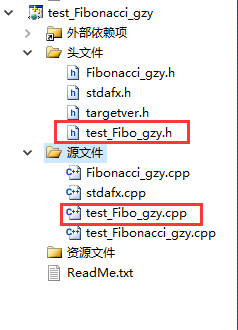 test_Fibonacci_gzy
外部依赖项
头文件
Fibonacci_gzy.h
stdafx.h
targetver.h
test_Fibo_gzy.h
源文件
Fibonacci_gzy.cpp
stdafx.cpp
test_Fibo_gzy.cpp
test_Fibonacci_gzy.cpp
资源文件
ReadMe.txt